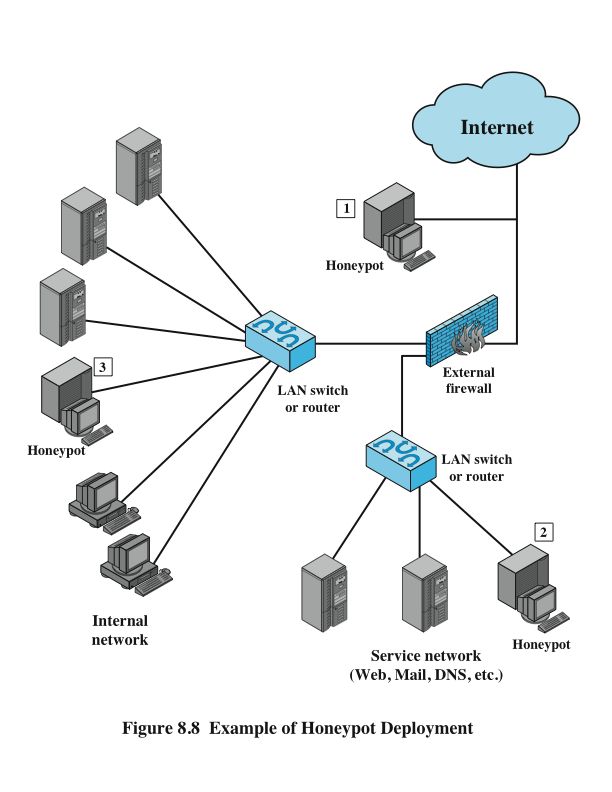 Internet
1
Honeypot
3
Honeypot
LAN switch
or router
External
firewall
LAN switch
or router
2
Honeypot
Internal
network
Service network
(Web, Mail, DNS, etc.)
Figure 8.8 Example of Honeypot Deployment